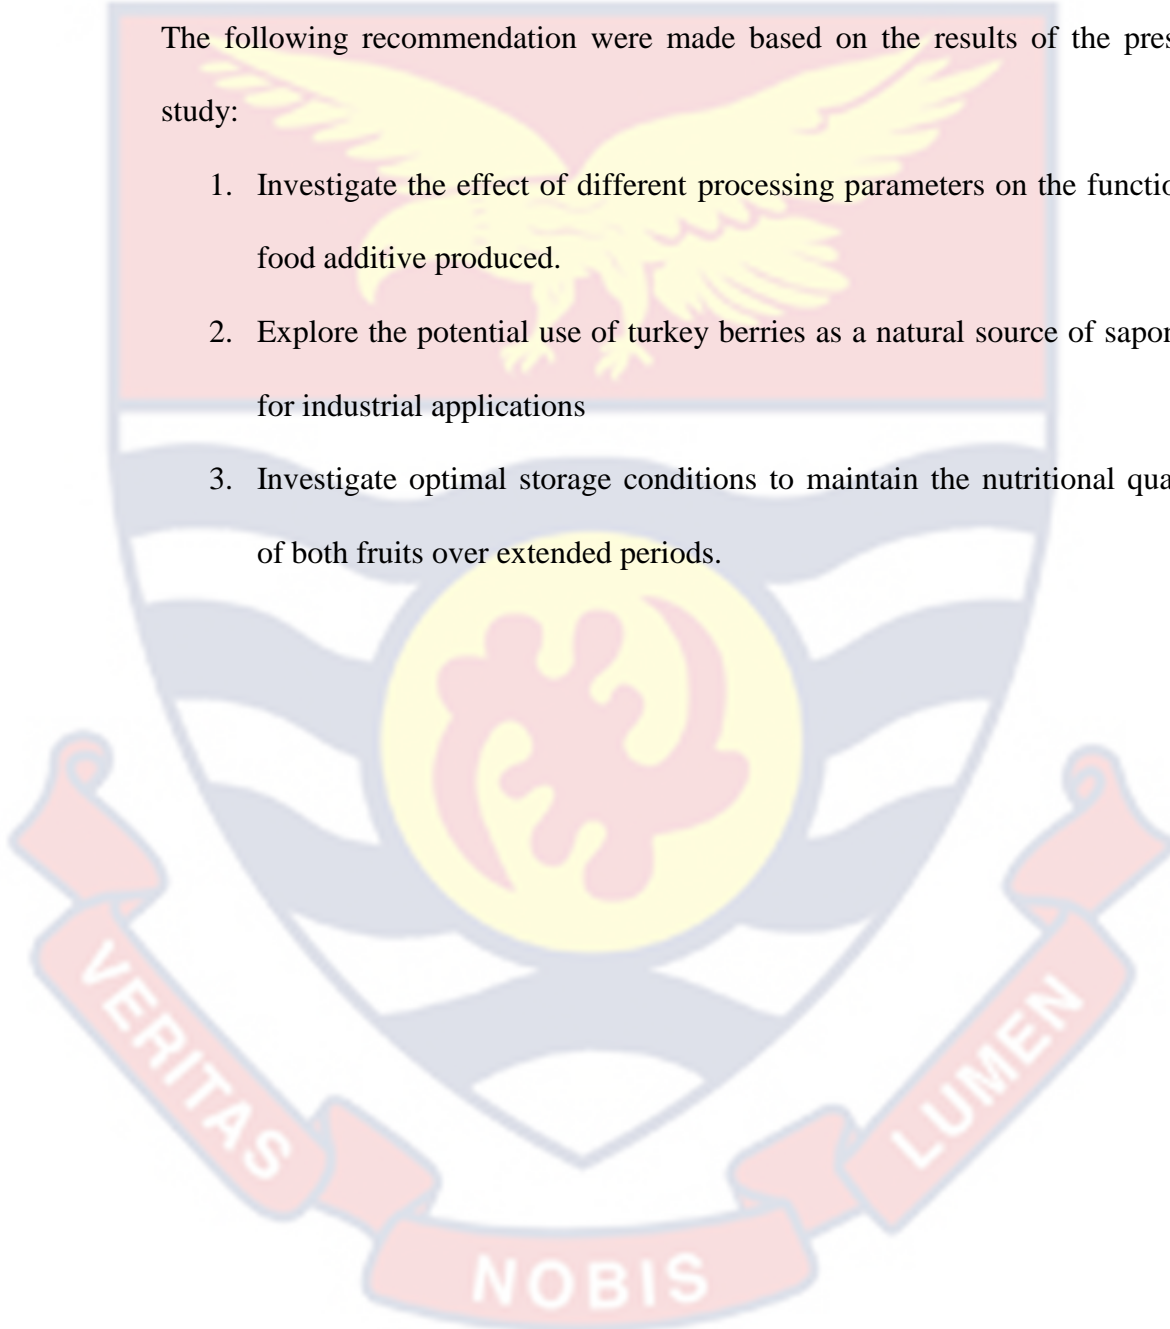 The following recommendation were made based on the results of the pres
study:
1. Investigate the effect of different processing parameters on the functio
food additive produced.
2. Explore the potential use of turkey berries as a natural source of sapon
for industrial applications
3. Investigate optimal storage conditions to maintain the nutritional qua
of both fruits over extended periods.
VERITAS
NOBIS
LUMEN